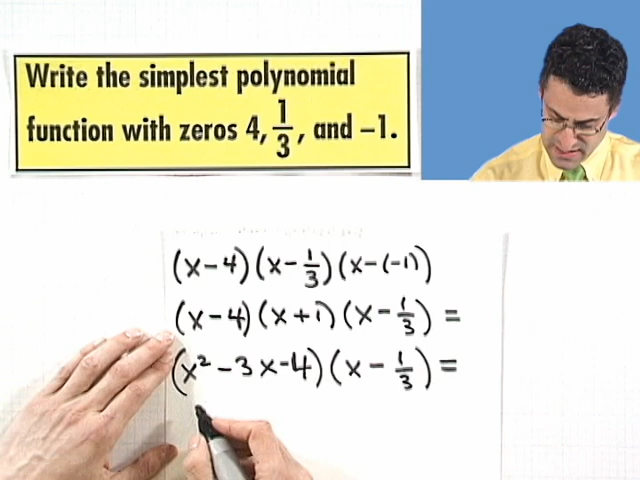 Write the simplest polynomial
function with zeros 4, 1/3, and −1.
(x − 4)(x − 1/3)(x − (−1))
(x − 4)(x + 1)(x − 1/3) =
(x² − 3x − 4)(x − 1/3) =